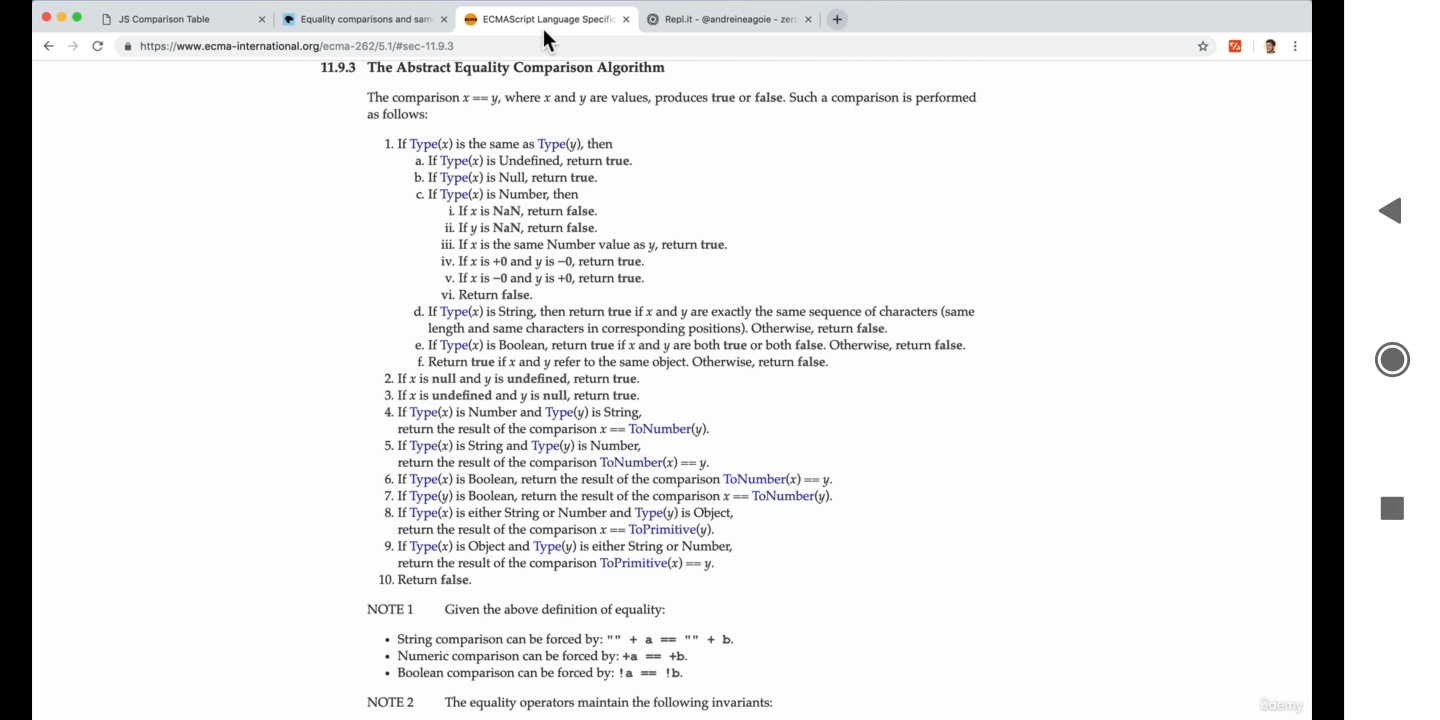 JS Comparison Table
Equality comparisons and sam
ECMAScript Language Specific
Repl.it - @andreineagoie - zero
https://www.ecma-international.org/ecma-262/5.1/#sec-11.9.3
11.9.3 The Abstract Equality Comparison Algorithm
The comparison x == y, where x and y are values, produces true or false. Such a comparison is performed
as follows:
1. If Type(x) is the same as Type(y), then
a. If Type(x) is Undefined, return true.
b. If Type(x) is Null, return true.
c. If Type(x) is Number, then
i. If x is NaN, return false.
ii. If y is NaN, return false.
iii. If x is the same Number value as y, return true.
iv. If x is +0 and y is −0, return true.
v. If x is −0 and y is +0, return true.
vi. Return false.
d. If Type(x) is String, then return true if x and y are exactly the same sequence of characters (same
length and same characters in corresponding positions). Otherwise, return false.
e. If Type(x) is Boolean, return true if x and y are both true or both false. Otherwise, return false.
f. Return true if x and y refer to the same object. Otherwise, return false.
2. If x is null and y is undefined, return true.
3. If x is undefined and y is null, return true.
4. If Type(x) is Number and Type(y) is String,
return the result of the comparison x == ToNumber(y).
5. If Type(x) is String and Type(y) is Number,
return the result of the comparison ToNumber(x) == y.
6. If Type(x) is Boolean, return the result of the comparison ToNumber(x) == y.
7. If Type(y) is Boolean, return the result of the comparison x == ToNumber(y).
8. If Type(x) is either String or Number and Type(y) is Object,
return the result of the comparison x == ToPrimitive(y).
9. If Type(x) is Object and Type(y) is either String or Number,
return the result of the comparison ToPrimitive(x) == y.
10. Return false.
NOTE 1 Given the above definition of equality:
• String comparison can be forced by: "" + a == "" + b.
• Numeric comparison can be forced by: +a == +b.
• Boolean comparison can be forced by: !a == !b.
NOTE 2 The equality operators maintain the following invariants:
ûdemy